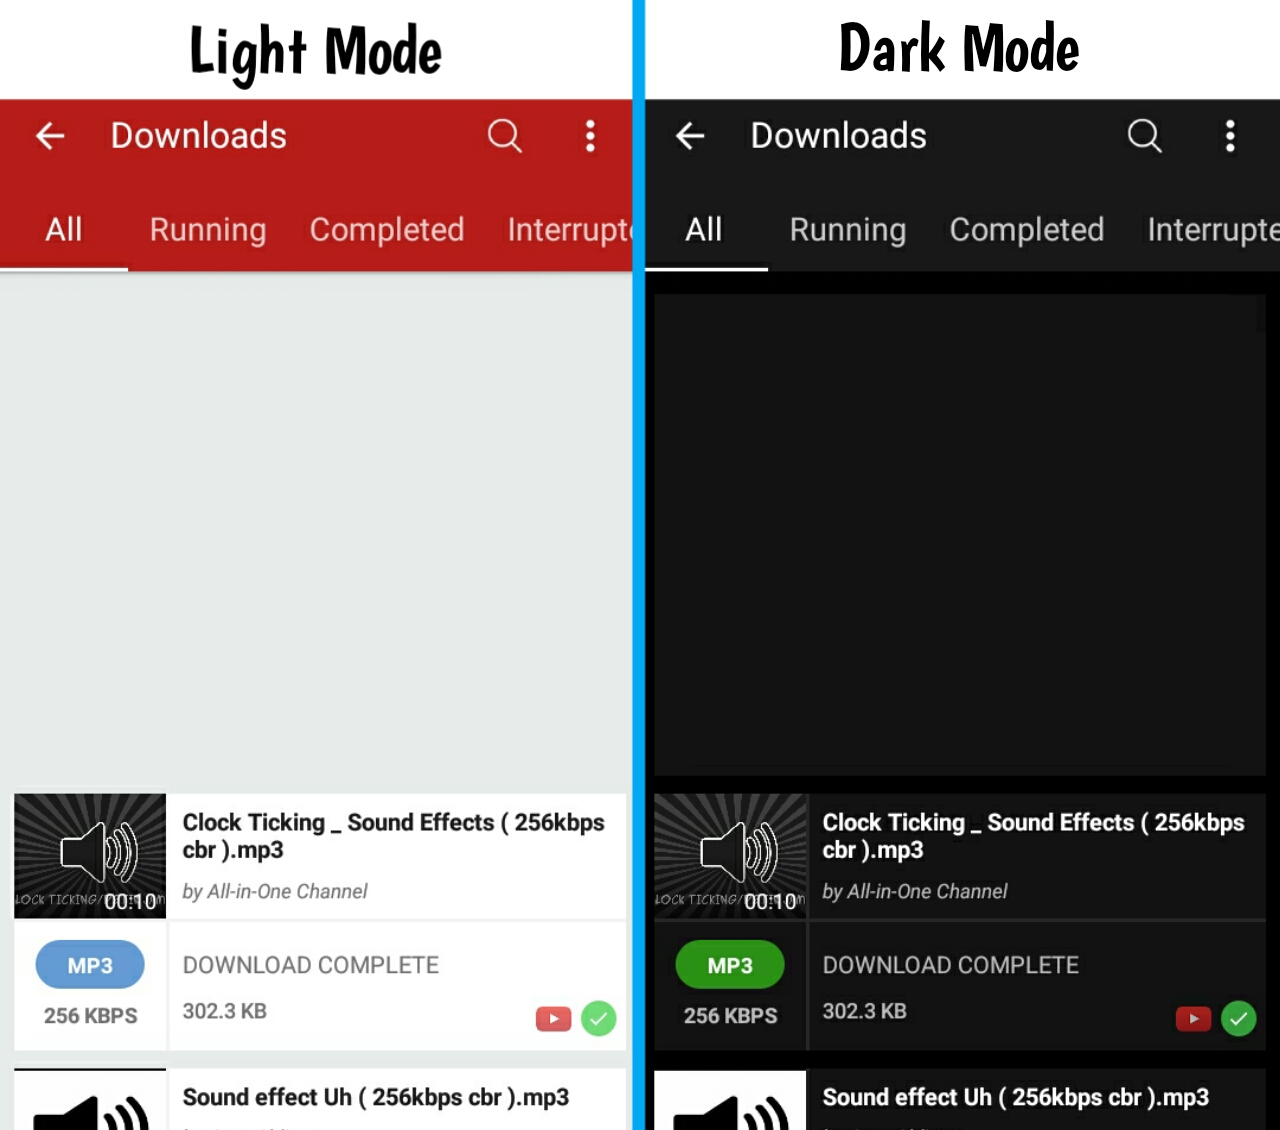 Light Mode
Downloads
All Running Completed Interrupt
Clock Ticking _ Sound Effects ( 256kbps
cbr ).mp3
by All-in-One Channel
00:10
MP3
256 KBPS
DOWNLOAD COMPLETE
302.3 KB
Sound effect Uh ( 256kbps cbr ).mp3
Dark Mode
Downloads
All Running Completed Interrupte
Clock Ticking _ Sound Effects ( 256kbps
cbr ).mp3
by All-in-One Channel
LOCK TICKING/
00:10
MP3
256 KBPS
DOWNLOAD COMPLETE
302.3 KB
Sound effect Uh ( 256kbps cbr ).mp3